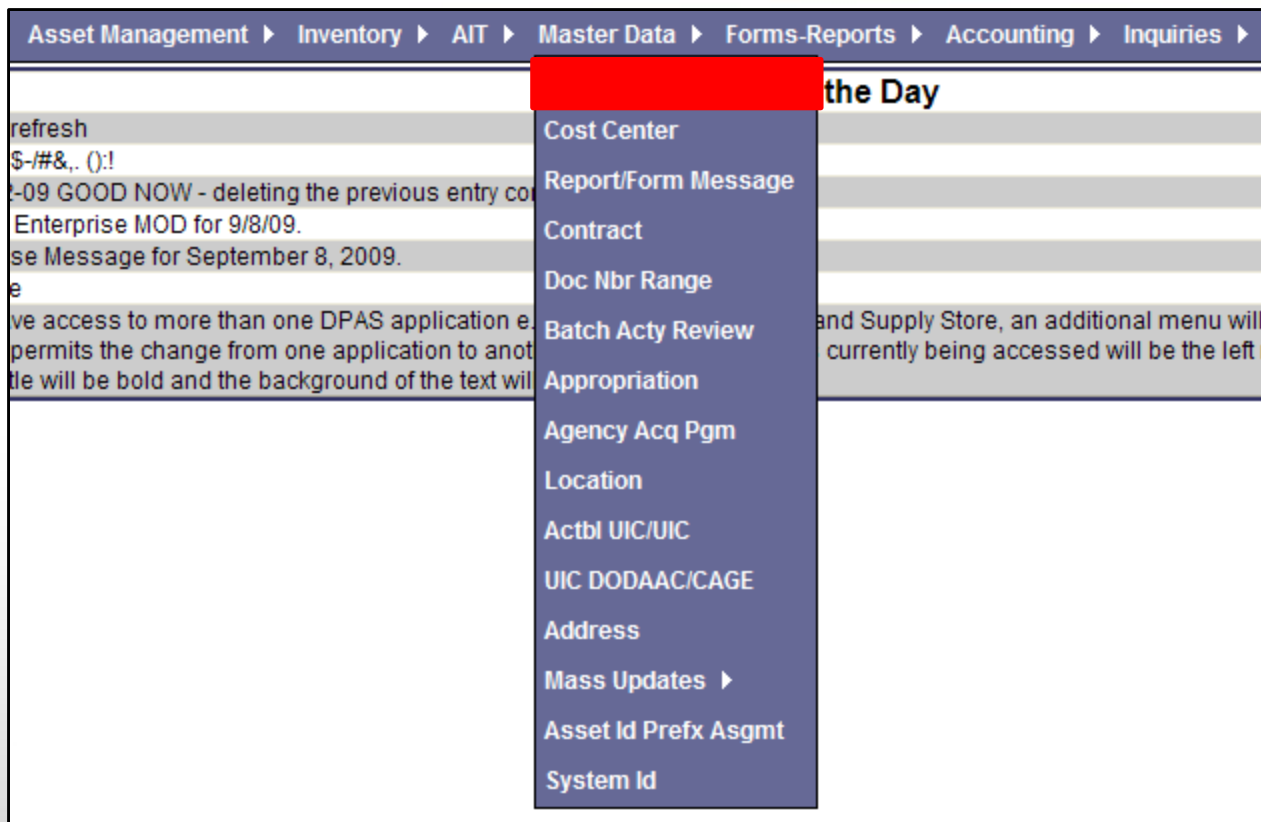 Asset Management Inventory AIT Master Data Forms-Reports Accounting Inquiries
the Day
refresh
$-/#&,. ():!
-09 GOOD NOW - deleting the previous entry
Enterprise MOD for 9/8/09.
se Message for September 8, 2009.
e
ve access to more than one DPAS application e. and Supply Store, an additional menu will
permits the change from one application to currently being accessed will be the left
tle will be bold and the background of the text
Cost Center
Report/Form Message
Contract
Doc Nbr Range
Batch Acty Review
Appropriation
Agency Acq Pgm
Location
Actbl UIC/UIC
UIC DODAAC/CAGE
Address
Mass Updates
Asset Id Prefx Asgmt
System Id